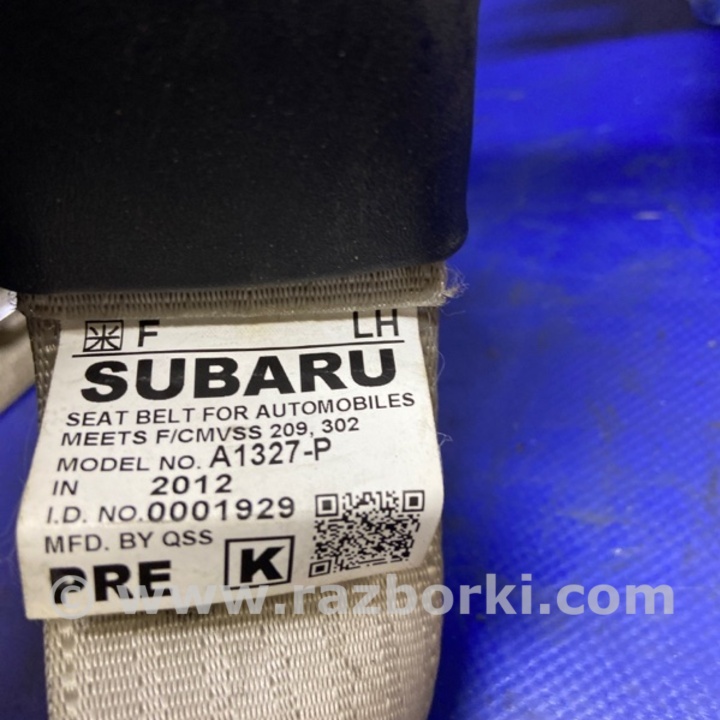 米 F LH
SUBARU
SEAT BELT FOR AUTOMOBILES
MEETS F/CMVSS 209, 302
MODEL NO. A1327-P
IN 2012
I.D. NO. 0001929
MFD. BY QSS
PRE K
© www.razborki.com